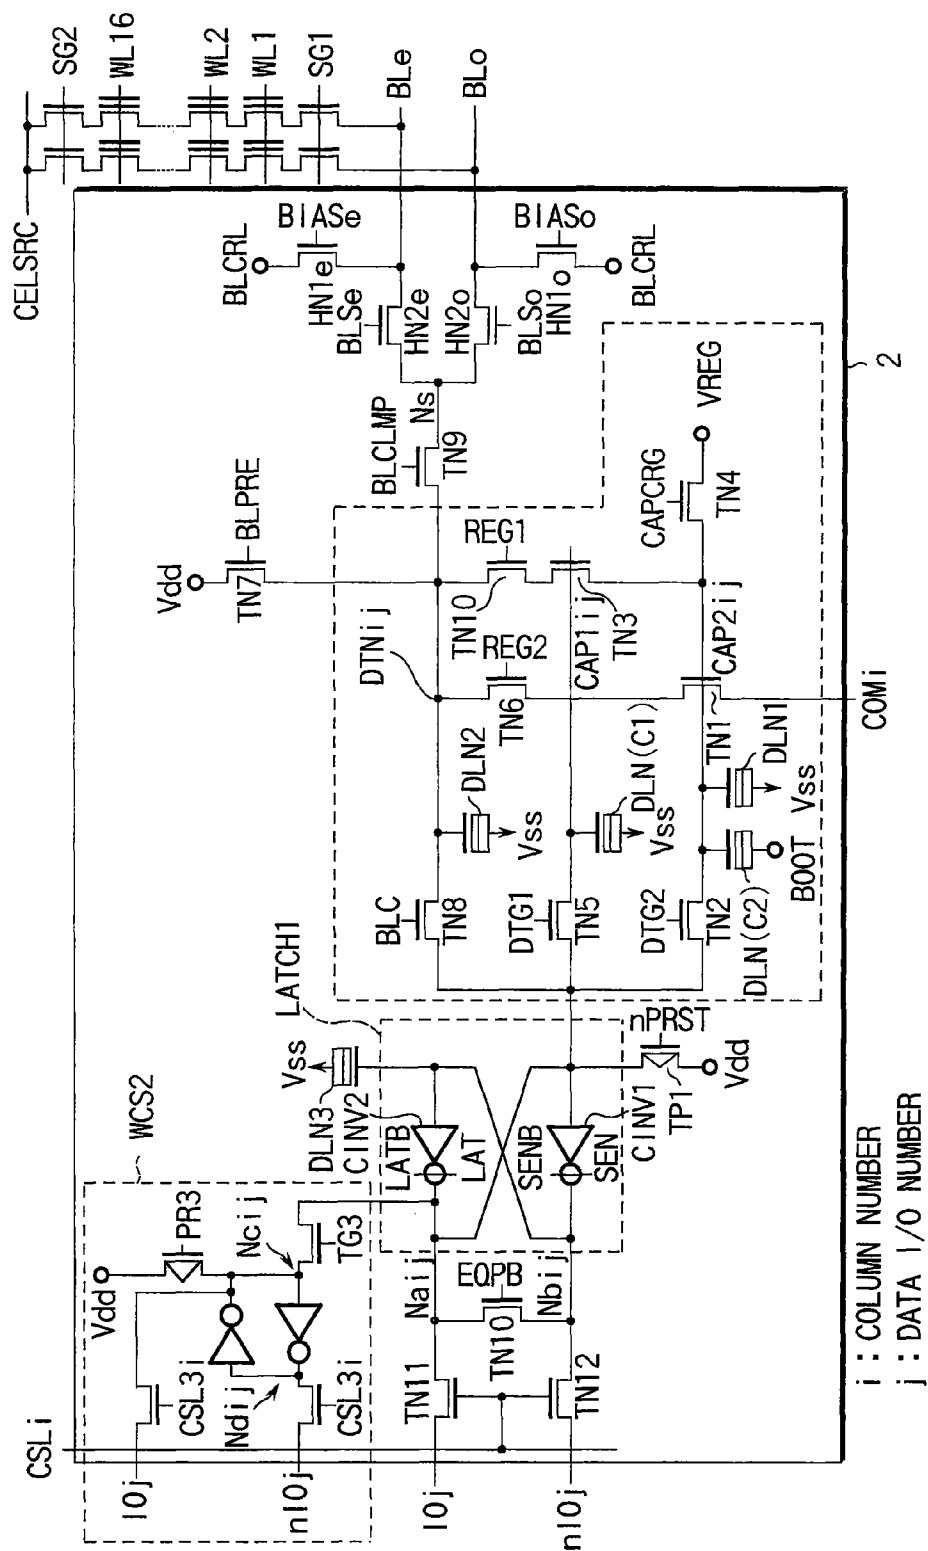 CELSRC
SG2
WL16
WL2
WL1
SG1
BLe
BLo
BLCRL
BIASe
HN1e
BLSe
HN2e
HN2o
BLSo
HN1o
BIASo
BLCRL
2
Ns
BLCLMP
TN9
Vdd
BLPRE
TN7
DTNij
REG1
TN10
REG2
TN6
CAP1ij
TN3
CAPCRG
TN4
VREG
CAP2ij
TN1
COMi
DLN2
Vss
DLN(C1)
Vss
DLN1
Vss
BOOT
DLN(C2)
BLC
TN8
DTG1
TN5
DTG2
TN2
LATCH1
Vss
DLN3
CINV2
LATB
LAT
SENB
SEN
CINV1
nPRST
TP1
Vdd
WCS2
Vdd
PR3
Ncij
TG3
CSL3i
Ndij
CSL3i
Naij
EQPB
TN10
Nbij
TN11
TN12
CSLi
IOj
nIOj
IOj
nIOj
i : COLUMN NUMBER
j : DATA I/O NUMBER